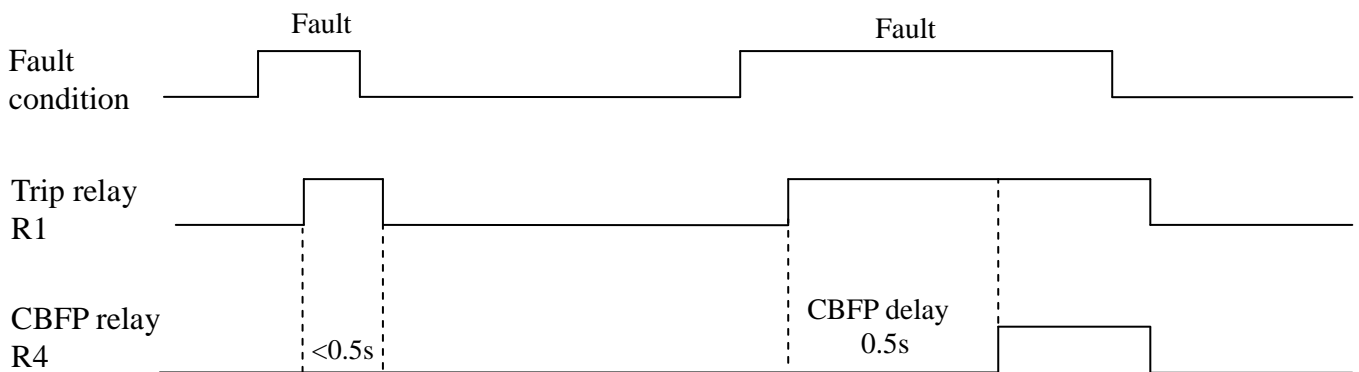 Fault
Fault
Fault
condition
Trip relay
R1
CBFP relay
R4
<0.5s
CBFP delay
0.5s